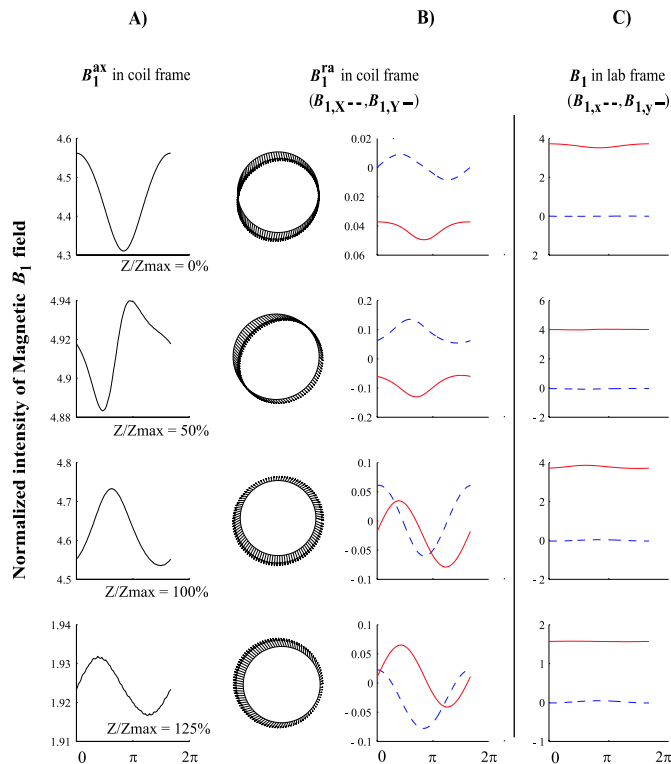 A) B) C)
B₁ᵃˣ in coil frame B₁ʳᵃ in coil frame B₁ in lab frame
(B₁,X - -, B₁,Y –) (B₁,x - -, B₁,y –)
Normalized intensity of Magnetic B₁ field
4.6 0.02 4
4.5 0 2
4.4 0.04 0
4.3 0.06 2
Z/Zmax = 0%
4.94 0.2 6
4.92 0.1 4
4.9 0 2
4.88 - 0.1 0
- 0.2 - 2
Z/Zmax = 50%
4.8 0.1 4
4.7 0.05 2
4.6 0 0
4.5 - 0.05 - 2
- 0.1
Z/Zmax = 100%
1.94 0.1 2
1.93 0.05 1
1.92 0 0
1.91 - 0.05 - 1
- 0.1
Z/Zmax = 125%
0 π 2π 0 π 2π 0 π 2π